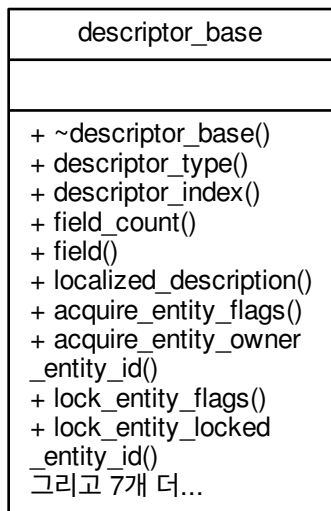 descriptor_base
+ ~descriptor_base()
+ descriptor_type()
+ descriptor_index()
+ field_count()
+ field()
+ localized_description()
+ acquire_entity_flags()
+ acquire_entity_owner
_entity_id()
+ lock_entity_flags()
+ lock_entity_locked
_entity_id()
그리고 7개 더...